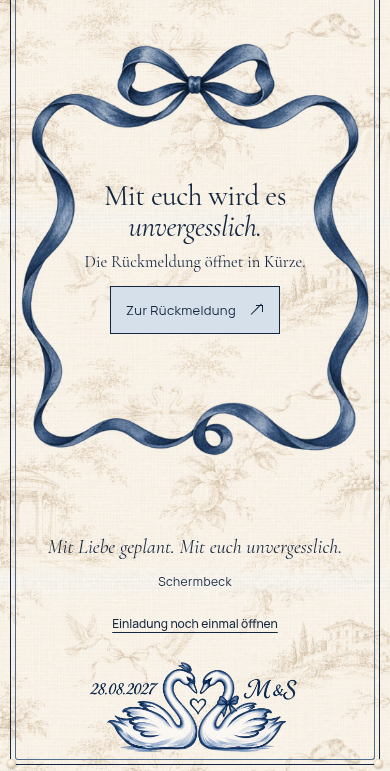 Mit euch wird es
unvergesslich.
Die Rückmeldung öffnet in Kürze.
Zur Rückmeldung
Mit Liebe geplant. Mit euch unvergesslich.
Schermbeck
Einladung noch einmal öffnen
28.08.2027 M&S